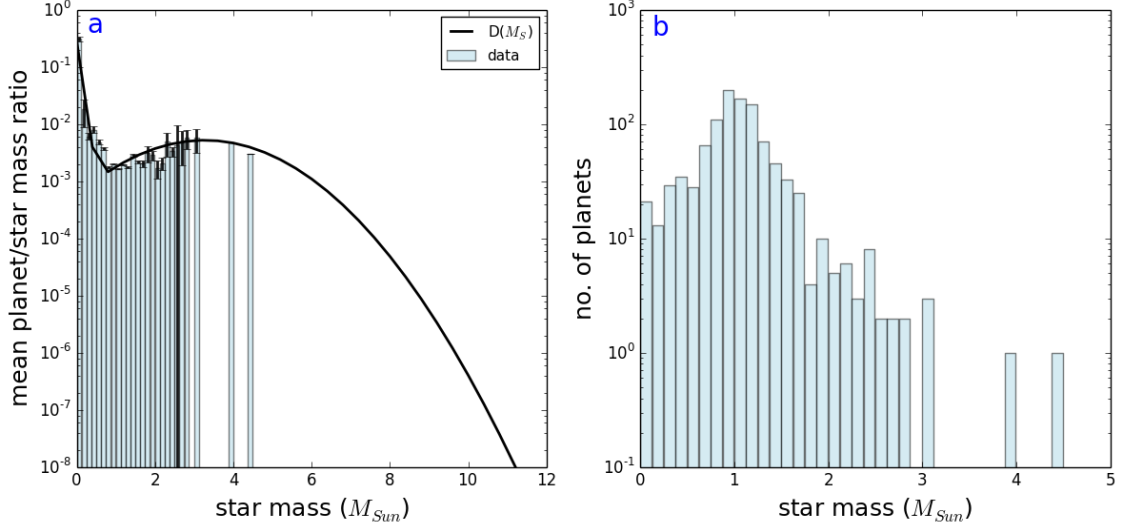 a
D(M_S)
data
10^0
10^-1
10^-2
10^-3
10^-4
10^-5
10^-6
10^-7
10^-8
mean planet/star mass ratio
0 2 4 6 8 10 12
star mass (M_Sun)
b
10^3
10^2
10^1
10^0
10^-1
no. of planets
0 1 2 3 4 5
star mass (M_Sun)